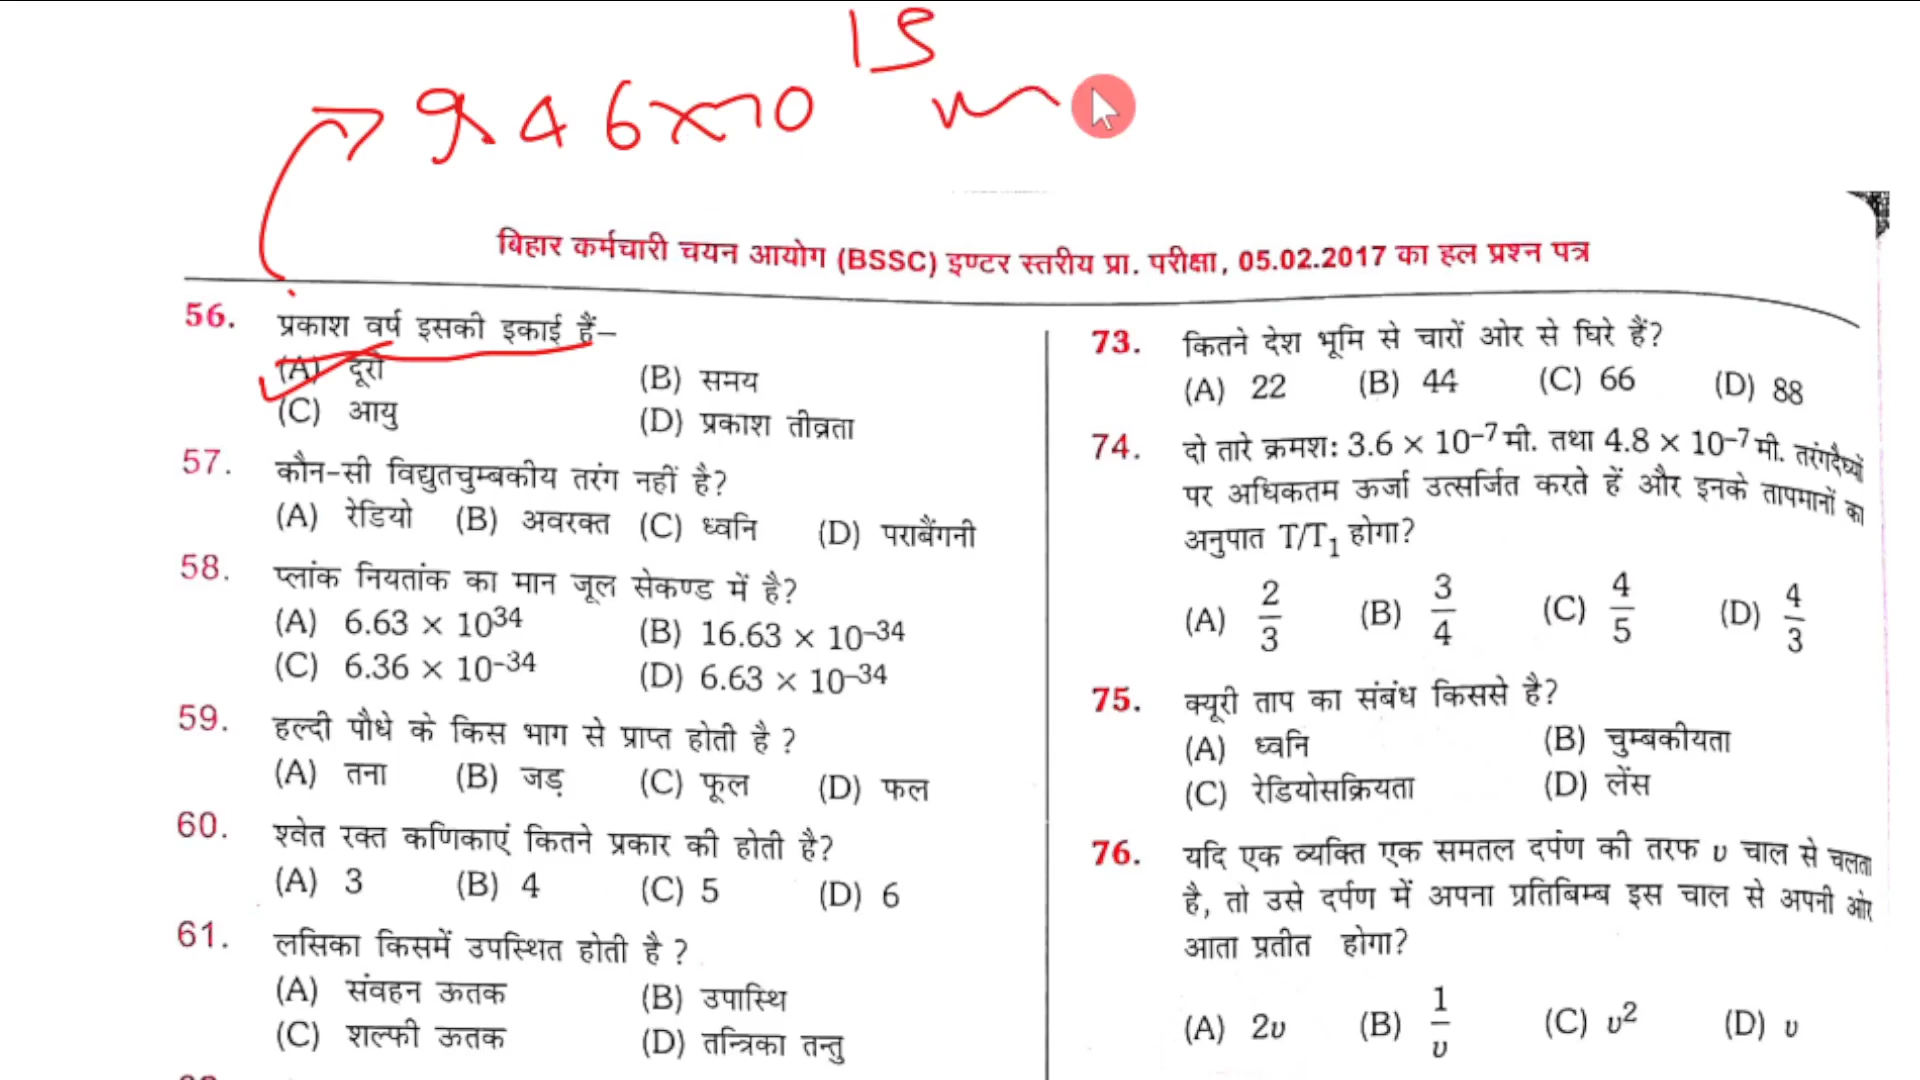 9.46×10^15 m
बिहार कर्मचारी चयन आयोग (BSSC) इण्टर स्तरीय प्रा. परीक्षा, 05.02.2017 का हल प्रश्न पत्र
56. प्रकाश वर्ष इसकी इकाई हैं–
(A) दूरी (B) समय
(C) आयु (D) प्रकाश तीव्रता
57. कौन-सी विद्युतचुम्बकीय तरंग नहीं है?
(A) रेडियो (B) अवरक्त (C) ध्वनि (D) पराबैंगनी
58. प्लांक नियतांक का मान जूल सेकण्ड में है?
(A) 6.63 × 10^34 (B) 16.63 × 10^–34
(C) 6.36 × 10^-34 (D) 6.63 × 10^–34
59. हल्दी पौधे के किस भाग से प्राप्त होती है ?
(A) तना (B) जड़ (C) फूल (D) फल
60. श्वेत रक्त कणिकाएं कितने प्रकार की होती है?
(A) 3 (B) 4 (C) 5 (D) 6
61. लसिका किसमें उपस्थित होती है ?
(A) संवहन ऊतक (B) उपास्थि
(C) शल्फी ऊतक (D) तन्त्रिका तन्तु
73. कितने देश भूमि से चारों ओर से घिरे हैं?
(A) 22 (B) 44 (C) 66 (D) 88
74. दो तारे क्रमश: 3.6 × 10^–7 मी. तथा 4.8 × 10^–7 मी. तरंगदैर्ध्यों
पर अधिकतम ऊर्जा उत्सर्जित करते हें और इनके तापमानों का
अनुपात T/T₁ होगा?
(A) 2/3 (B) 3/4 (C) 4/5 (D) 4/3
75. क्यूरी ताप का संबंध किससे है?
(A) ध्वनि (B) चुम्बकीयता
(C) रेडियोसक्रियता (D) लेंस
76. यदि एक व्यक्ति एक समतल दर्पण की तरफ υ चाल से चलता
है, तो उसे दर्पण में अपना प्रतिबिम्ब इस चाल से अपनी ओर
आता प्रतीत होगा?
(A) 2υ (B) 1/υ (C) υ² (D) υ